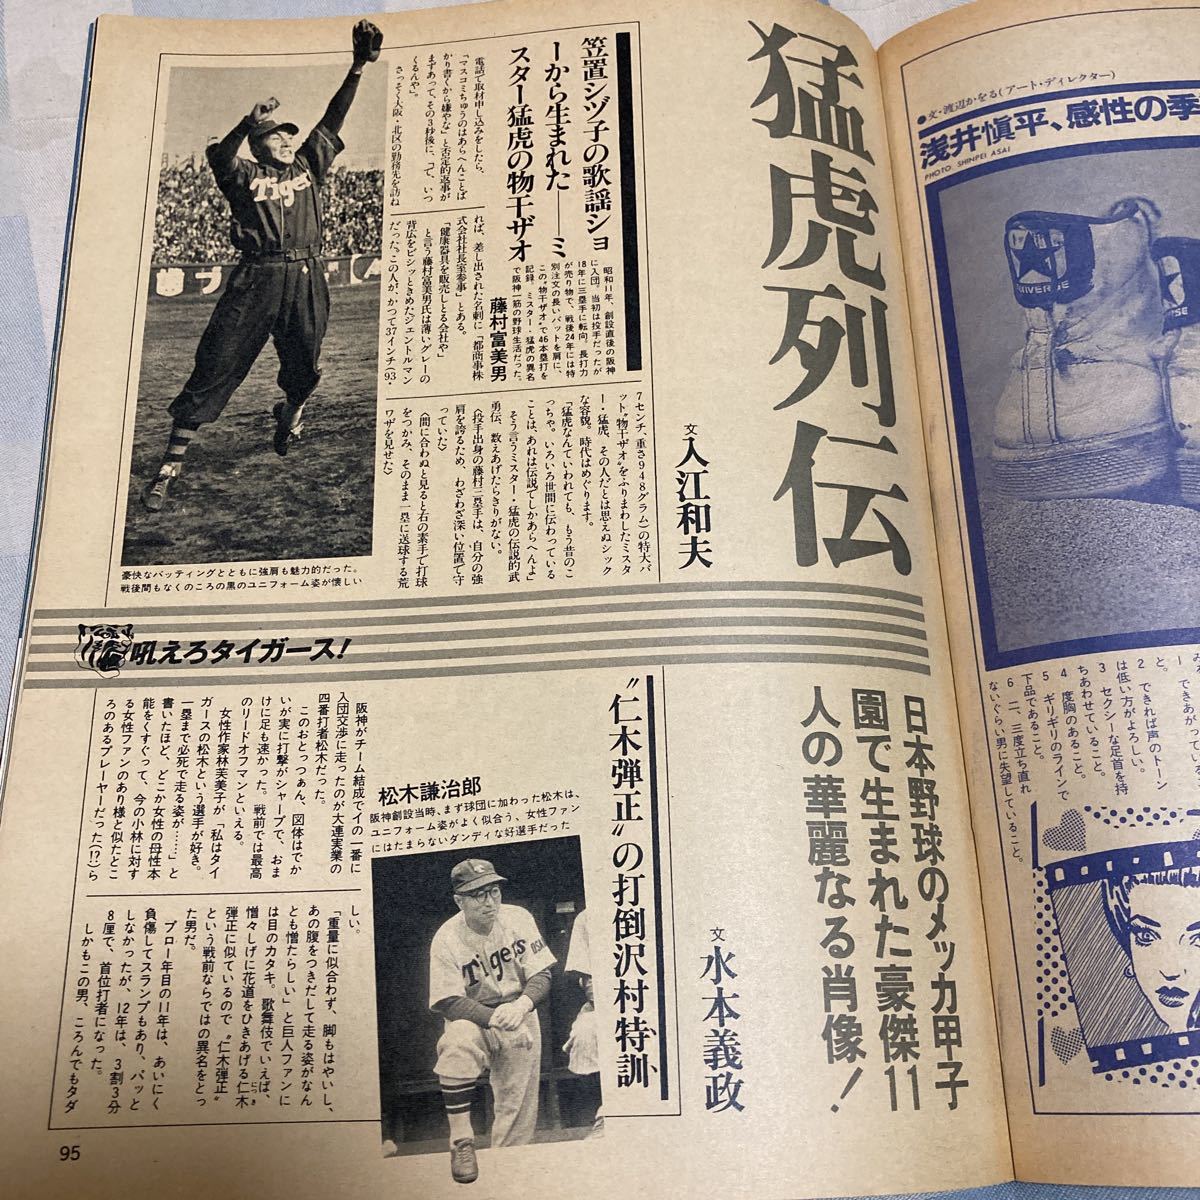 猛虎列伝
日本野球のメッカ甲子
園で生まれた豪傑11
人の華麗なる肖像!
文 入江和夫
笠置シヅ子の歌謡ショ
ーから生まれた――ミ
スター猛虎の物干ザオ
藤村富美男
昭和11年、創設直後の阪神
に入団。当初は投手だったが
18年に三塁手に転向。長打力
が売り物で、戦後24年には特
別注文の長いバットを肩に、
この"物干ザオ"で46本塁打を
記録。ミスター・猛虎の異名
で阪神一筋の野球生活だった。
電話で取材申し込みをしたら、
「マスコミちゅうのはあらへんことば
かり書くから嫌やな」と否定的返事が
まずあって、その3秒後に、「で、いつ
くるんや」。
さっそく大阪・北区の勤務先を訪ね
れば、差し出された名刺に「都商事株
式会社社長室参事」とある。
「健康器具を販売しとる会社や」
と言う藤村富美男氏は薄いグレーの
背広をビシッときめたジェントルマン
だった。この人が、かつて37インチ(93・
7センチ、重さ948グラム)の特大バ
ット"物干ザオ"をふりまわしたミスタ
ー・猛虎、その人だとは思えぬシック
な容貌。時代はめぐります。
「猛虎なんていわれても、もう昔のこ
っちゃ。いろいろ世間に伝わっている
ことは、あれは伝説でしかあらへんよ」
そう言うミスター・猛虎の伝説的武
勇伝、数えあげたらきりがない。
〈投手出身の藤村三塁手は、自分の強
肩を誇るため、わざわざ深い位置で守
っていた〉
〈間に合わぬと見ると右の素手で打球
をつかみ、そのまま一塁に送球する荒
ワザを見せた〉
豪快なバッティングとともに強肩も魅力的だった。
戦後間もなくのころの黒のユニフォーム姿が懐しい
Tigers
吼えろタイガース!
文 水本義政
"仁木弾正"の打倒沢村特訓
松木謙治郎
阪神創設当時、まず球団に加わった松木は、
ユニフォーム姿がよく似合う、女性ファン
にはたまらないダンディな好選手だった
Tigers
OSAKA
阪神がチーム結成でイの一番に
入団交渉に走ったのが大連実業の
四番打者松木だった。
このおとっつぁん、図体はでか
いが実に打撃がシャープで、おま
けに足も速かった。戦前では最高
のリードオフマンといえる。
女性作家林芙美子が「私はタイ
ガースの松木という選手が好き。
一塁まで必死で走る姿が……」と
書いたほど、どこか女性の母性本
能をくすぐって、今の小林に対す
る女性ファンのあり様と似たとこ
ろのあるプレーヤーだった(!?)ら
しい。
「重量に似合わず、脚もはやいし、
あの腹をつきだして走る姿がなん
とも憎たらしい」と巨人ファンに
は目のカタキ。歌舞伎でいえば、
憎々しげに花道をひきあげる仁木
弾正に似ているので"仁木弾正"
という戦前ならではの異名をとっ
た男だ。
プロ一年目の11年は、あいにく
負傷してスランプもあり、パッと
しなかったが、12年は、3割3分
8厘で、首位打者になった。
しかもこの男、ころんでもタダ
95
●文・渡辺かをる(アート・ディレクター)
浅井愼平、感性の季
PHOTO SHINPEI ASAI
NVERSE
ー できあがっている
と。
2 できれば声のトーン
は低い方がよろしい。
3 セクシーな足首を持
ちあわせていること。
4 度胸のあること。
5 ギリギリのラインで
下品であること。
6 二、三度立ち直れ
ないぐらい男に失望していること。